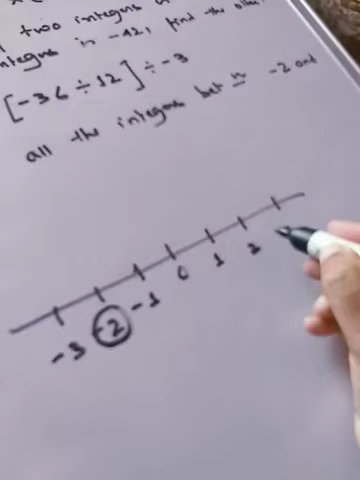 two integers
integers is -42, find the other
[-36 ÷ 12] ÷ -3
all the integers bet n -2 and
-3 -2 -1 0 1 2